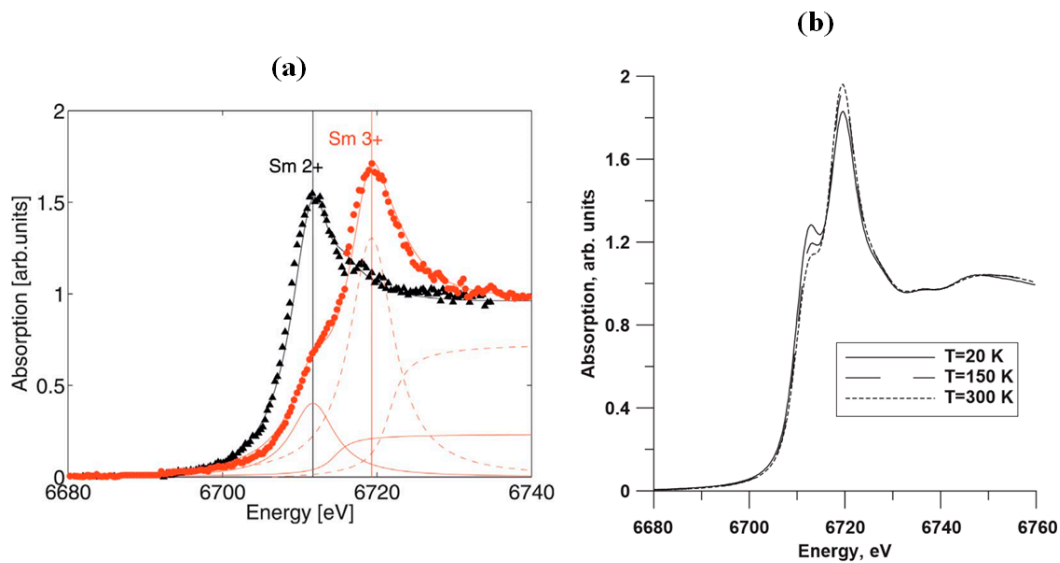 (a)
2
Sm 3+
Sm 2+
1.5
1
0.5
0
Absorption [arb.units]
6680
6700
6720
6740
Energy [eV]
(b)
2
1.6
1.2
0.8
0.4
0
Absorption, arb. units
T=20 K
T=150 K
T=300 K
6680
6700
6720
6740
6760
Energy, eV